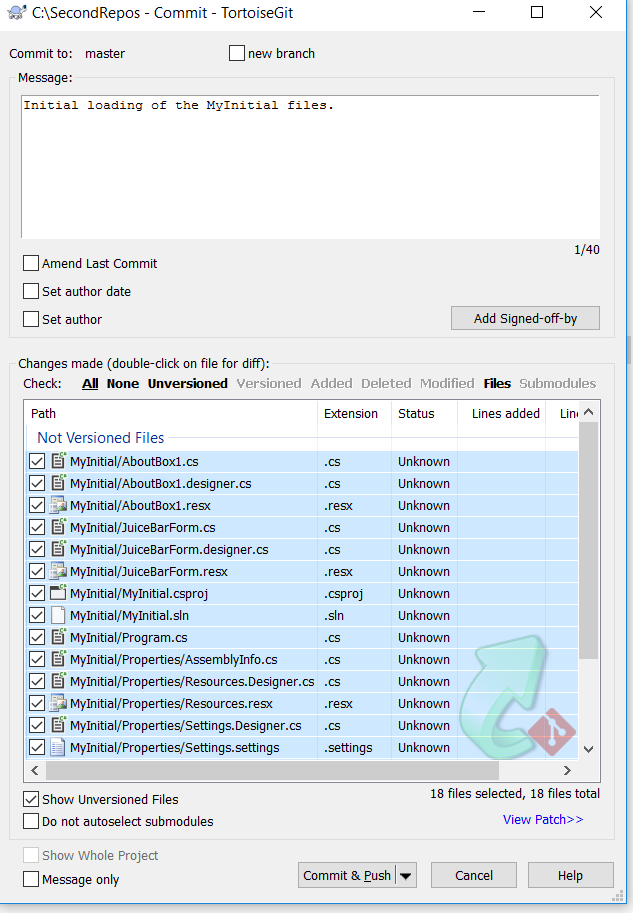 C:\SecondRepos - Commit - TortoiseGit
Commit to: master new branch
Message:
Initial loading of the MyInitial files.
1/40
Amend Last Commit
Set author date
Set author
Add Signed-off-by
Changes made (double-click on file for diff):
Check: All None Unversioned Versioned Added Deleted Modified Files Submodules
Path Extension Status Lines added Line
Not Versioned Files
MyInitial/AboutBox1.cs .cs Unknown
MyInitial/AboutBox1.designer.cs .cs Unknown
MyInitial/AboutBox1.resx .resx Unknown
MyInitial/JuiceBarForm.cs .cs Unknown
MyInitial/JuiceBarForm.designer.cs .cs Unknown
MyInitial/JuiceBarForm.resx .resx Unknown
MyInitial/MyInitial.csproj .csproj Unknown
MyInitial/MyInitial.sln .sln Unknown
MyInitial/Program.cs .cs Unknown
MyInitial/Properties/AssemblyInfo.cs .cs Unknown
MyInitial/Properties/Resources.Designer.cs .cs Unknown
MyInitial/Properties/Resources.resx .resx Unknown
MyInitial/Properties/Settings.Designer.cs .cs Unknown
MyInitial/Properties/Settings.settings .settings Unknown
Show Unversioned Files
18 files selected, 18 files total
Do not autoselect submodules
View Patch>>
Show Whole Project
Message only
Commit & Push Cancel Help